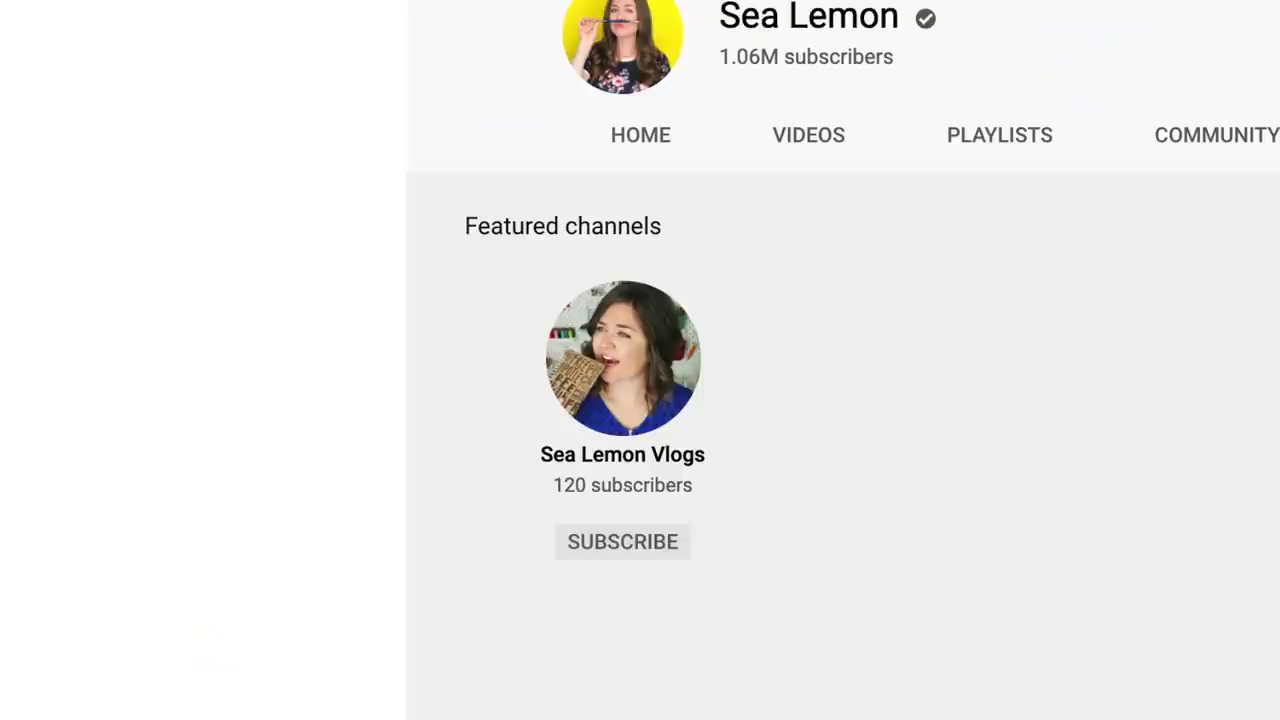 Sea Lemon
1.06M subscribers
HOME VIDEOS PLAYLISTS COMMUNITY
Featured channels
Sea Lemon Vlogs
120 subscribers
SUBSCRIBE